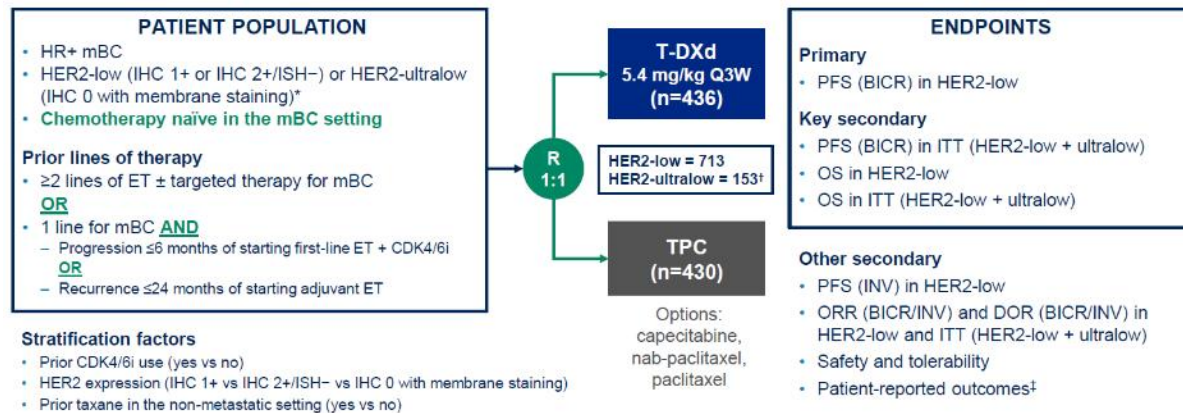 PATIENT POPULATION
• HR+ mBC
• HER2-low (IHC 1+ or IHC 2+/ISH−) or HER2-ultralow
(IHC 0 with membrane staining)*
• Chemotherapy naïve in the mBC setting
Prior lines of therapy
• ≥2 lines of ET ± targeted therapy for mBC
OR
• 1 line for mBC AND
– Progression ≤6 months of starting first-line ET + CDK4/6i
OR
– Recurrence ≤24 months of starting adjuvant ET
Stratification factors
• Prior CDK4/6i use (yes vs no)
• HER2 expression (IHC 1+ vs IHC 2+/ISH− vs IHC 0 with membrane staining)
• Prior taxane in the non-metastatic setting (yes vs no)
R
1:1
T-DXd
5.4 mg/kg Q3W
(n=436)
HER2-low = 713
HER2-ultralow = 153†
TPC
(n=430)
Options:
capecitabine,
nab-paclitaxel,
paclitaxel
ENDPOINTS
Primary
• PFS (BICR) in HER2-low
Key secondary
• PFS (BICR) in ITT (HER2-low + ultralow)
• OS in HER2-low
• OS in ITT (HER2-low + ultralow)
Other secondary
• PFS (INV) in HER2-low
• ORR (BICR/INV) and DOR (BICR/INV) in
HER2-low and ITT (HER2-low + ultralow)
• Safety and tolerability
• Patient-reported outcomes‡